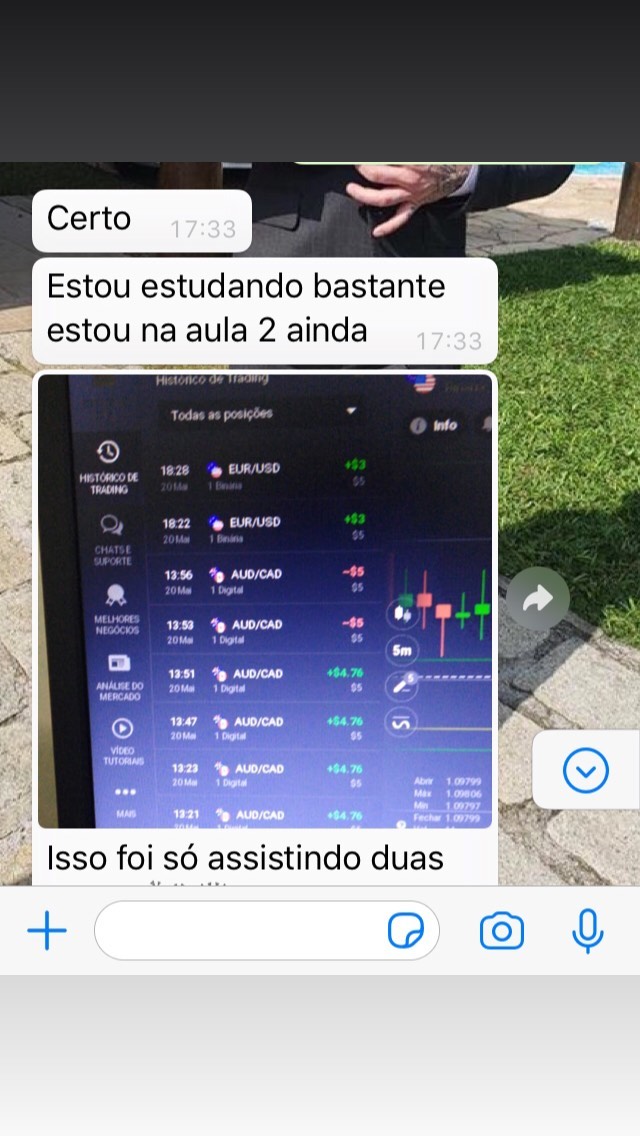 Certo 17:33
Estou estudando bastante
estou na aula 2 ainda 17:33
Histórico de Trading
Todas as posições
Info
HISTÓRICO DE
TRADING
18:28 EUR/USD +$3
20 Mai 1 Binária $5
18:22 EUR/USD +$3
20 Mai 1 Binária $5
CHATS E
SUPORTE
13:56 AUD/CAD -$5
20 Mai 1 Digital $5
MELHORES
NEGÓCIOS
13:53 AUD/CAD -$5
20 Mai 1 Digital $5
5m
ANÁLISE DO
MERCADO
13:51 AUD/CAD +$4.76
20 Mai 1 Digital $5
5
VÍDEO
TUTORIAIS
13:47 AUD/CAD +$4.76
20 Mai 1 Digital $5
13:23 AUD/CAD +$4.76
20 Mai 1 Digital $5
MAIS
13:21 AUD/CAD +$4.76
20 Mai 1 Digital $5
Abrir 1.09799
Máx 1.09806
Mín 1.09797
Fechar 1.09799
Isso foi só assistindo duas